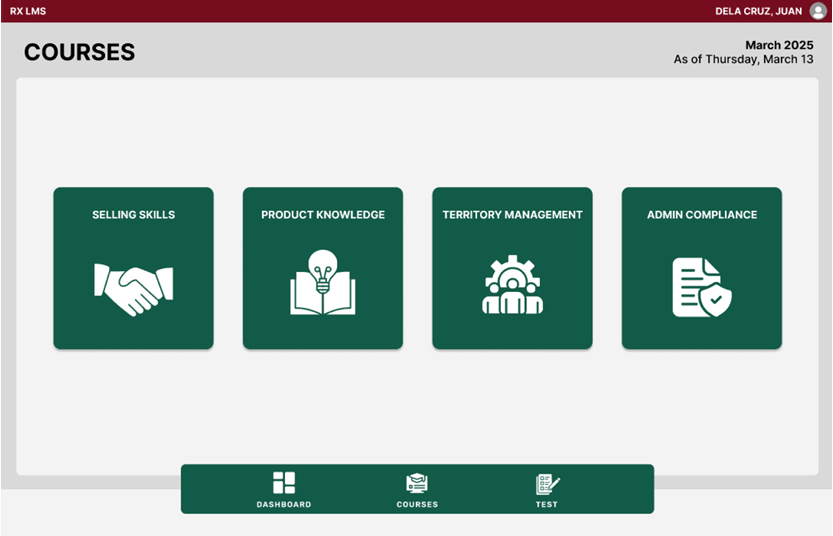 RX LMS
DELA CRUZ, JUAN
COURSES
March 2025
As of Thursday, March 13
SELLING SKILLS
PRODUCT KNOWLEDGE
TERRITORY MANAGEMENT
ADMIN COMPLIANCE
DASHBOARD
COURSES
TEST